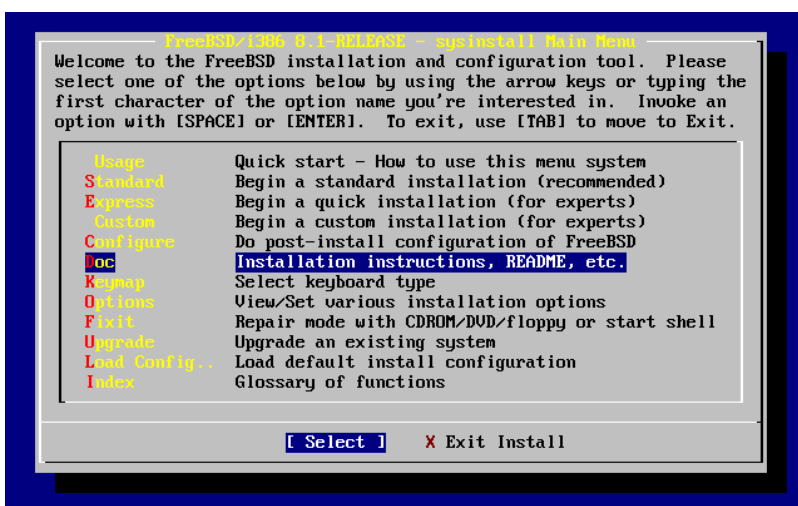 FreeBSD/i386 8.1-RELEASE - sysinstall Main Menu
Welcome to the FreeBSD installation and configuration tool.  Please
select one of the options below by using the arrow keys or typing the
first character of the option name you're interested in.  Invoke an
option with [SPACE] or [ENTER].  To exit, use [TAB] to move to Exit.
Usage Quick start - How to use this menu system
Standard Begin a standard installation (recommended)
Express Begin a quick installation (for experts)
Custom Begin a custom installation (for experts)
Configure Do post-install configuration of FreeBSD
Doc Installation instructions, README, etc.
Keymap Select keyboard type
Options View/Set various installation options
Fixit Repair mode with CDROM/DVD/floppy or start shell
Upgrade Upgrade an existing system
Load Config.. Load default install configuration
Index Glossary of functions
[ Select ] X Exit Install